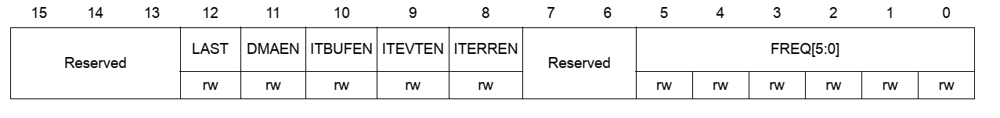 15 14 13 12 11 10 9 8 7 6 5 4 3 2 1 0
Reserved LAST DMAEN ITBUFEN ITEVTEN ITERREN Reserved FREQ[5:0]
rw rw rw rw rw rw rw rw rw rw rw